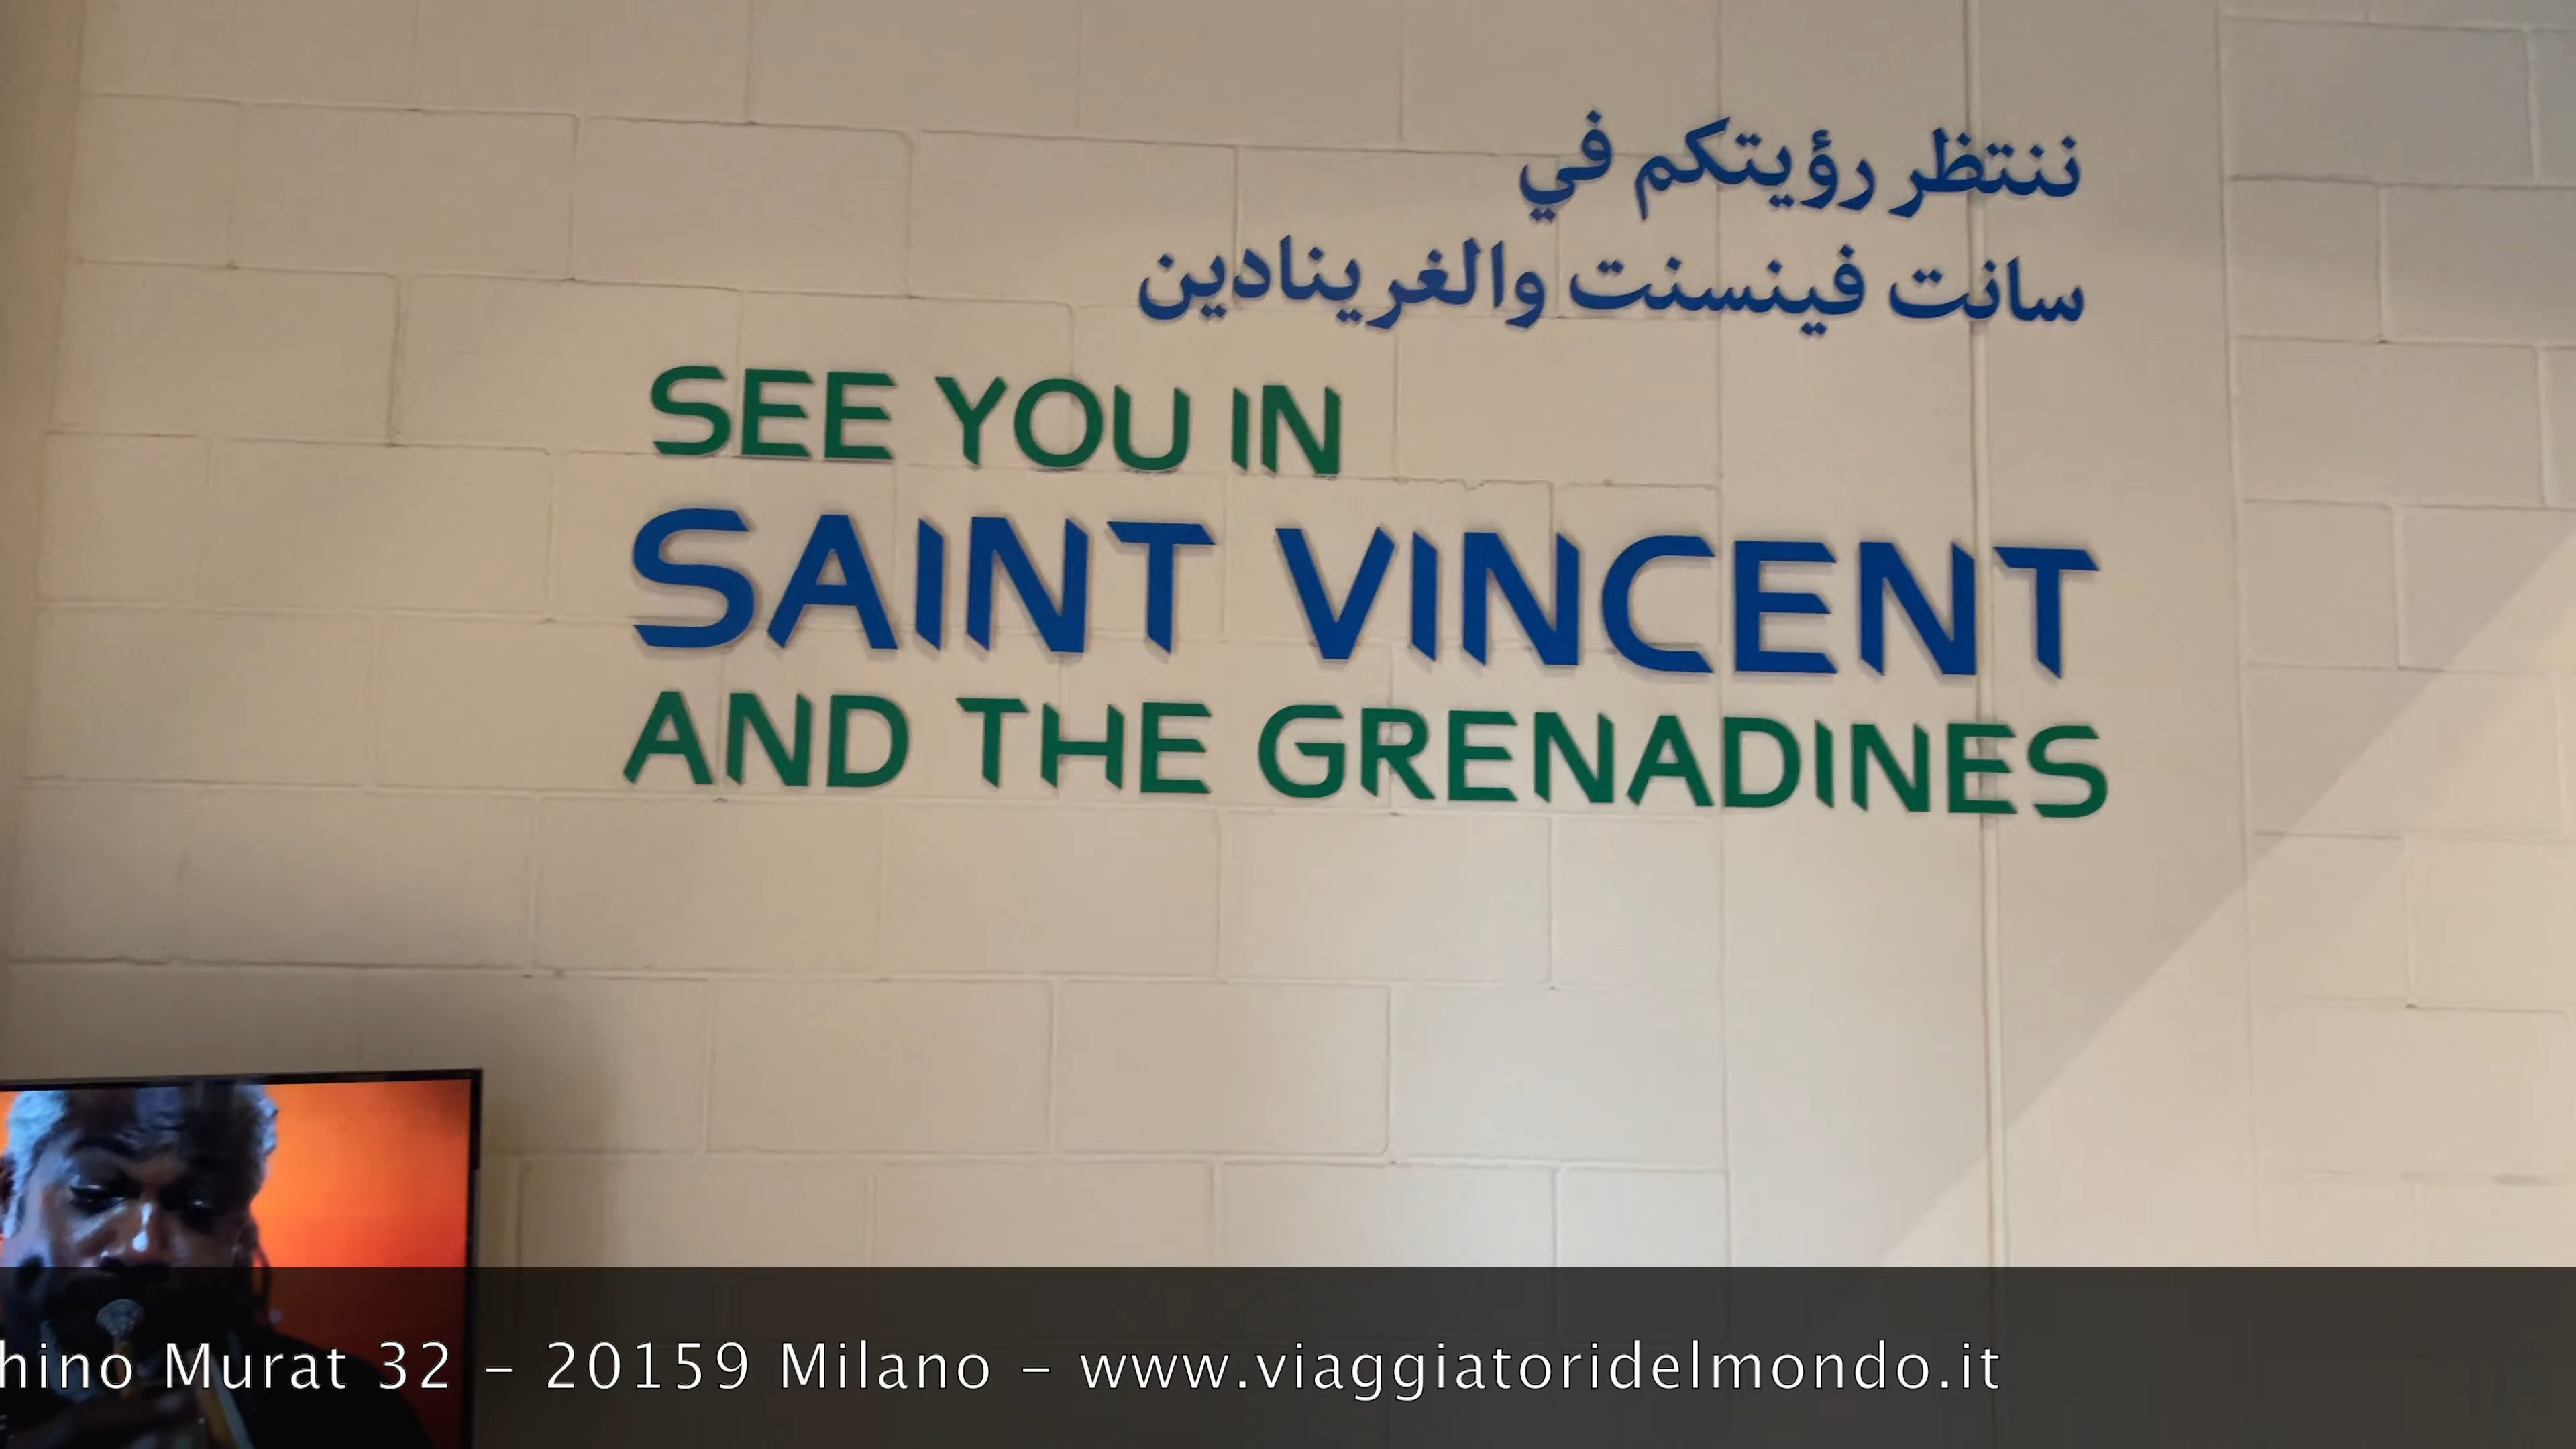 ننتظر رؤيتكم في
سانت فينسنت والغرينادين
SEE YOU IN
SAINT VINCENT
AND THE GRENADINES
hino Murat 32 – 20159 Milano – www.viaggiatoridelmondo.it